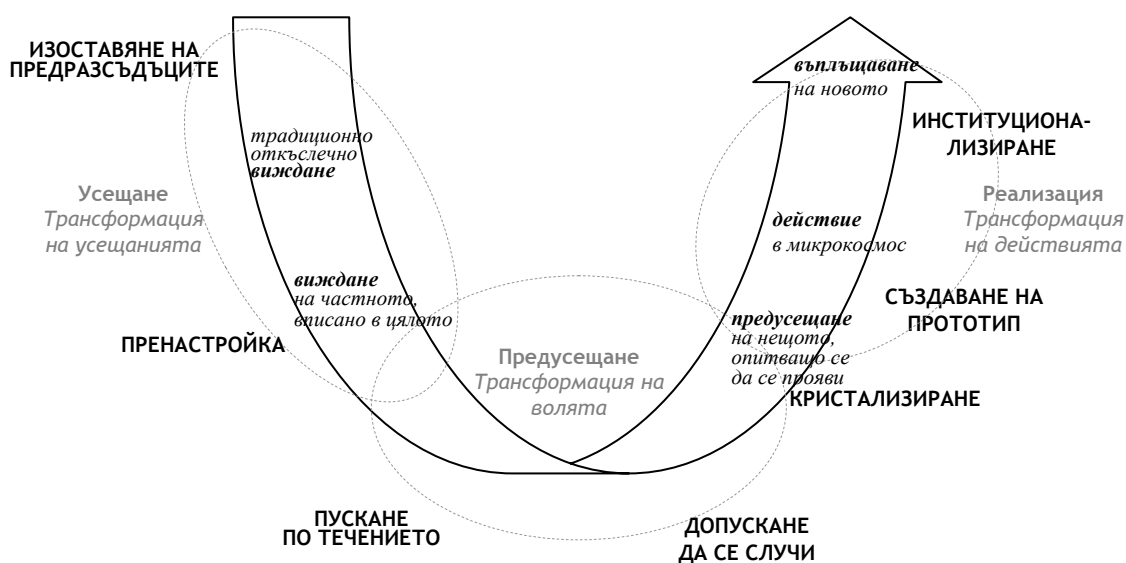 ИЗОСТАВЯНЕ НА
ПРЕДРАЗСЪДЪЦИТЕ
традиционно
откъслечно
виждане
Усещане
Трансформация
на усещанията
виждане
на частното,
вписано в цялото
ПРЕНАСТРОЙКА
Предусещане
Трансформация на
волята
ПУСКАНЕ
ПО ТЕЧЕНИЕТО
ДОПУСКАНЕ
ДА СЕ СЛУЧИ
КРИСТАЛИЗИРАНЕ
предусещане
на нещото,
опитващо се
да се прояви
СЪЗДАВАНЕ НА
ПРОТОТИП
действие
в микрокосмос
Реализация
Трансформация
на действията
ИНСТИТУЦИОНА-
ЛИЗИРАНЕ
въплъщаване
на новото